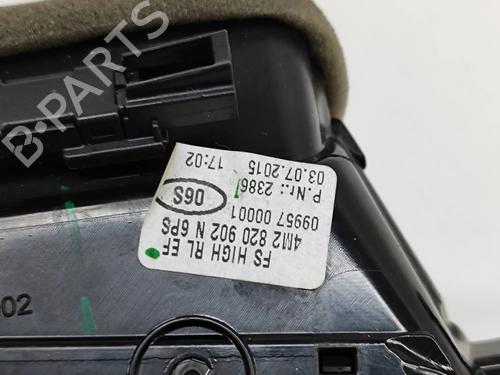 FS HIGH RL EF
4M2 820 902 N 6PS
09957 00001 06S
P.Nr.: 2386
03.07.2015 17:02
02
B-PARTS